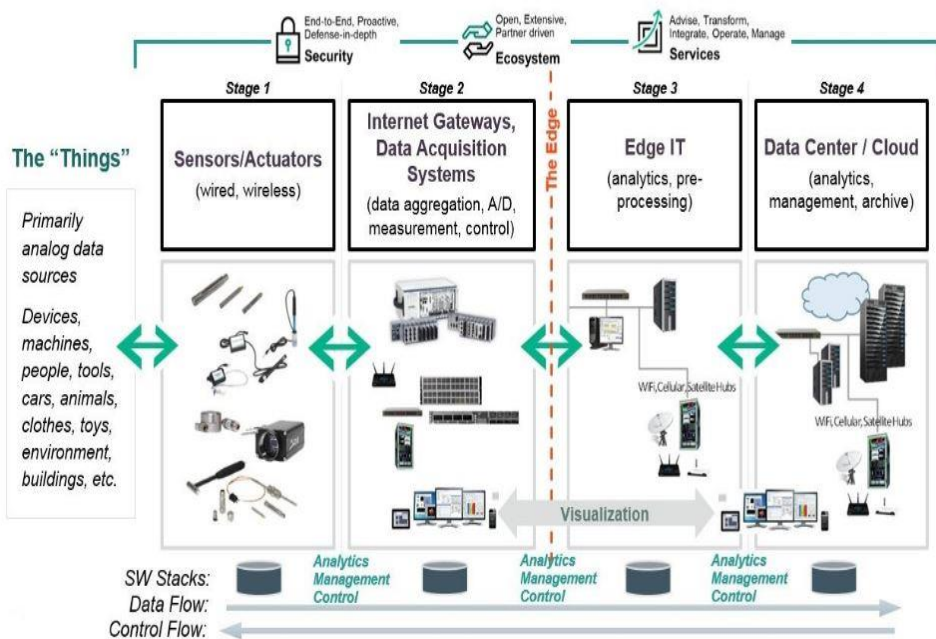 End-to-End, Proactive,
Defense-in-depth
Security
Open, Extensive,
Partner driven
Ecosystem
Advise, Transform,
Integrate, Operate, Manage
Services
The "Things"
Primarily
analog data
sources
Devices,
machines,
people, tools,
cars, animals,
clothes, toys,
environment,
buildings, etc.
Stage 1
Sensors/Actuators
(wired, wireless)
Stage 2
Internet Gateways,
Data Acquisition
Systems
(data aggregation, A/D,
measurement, control)
The Edge
Stage 3
Edge IT
(analytics, pre-
processing)
Stage 4
Data Center / Cloud
(analytics,
management, archive)
WiFi, Cellular, Satellite Hubs
WiFi, Cellular, Satellite Hubs
Visualization
SW Stacks:
Analytics
Management
Control
Analytics
Management
Control
Analytics
Management
Control
Data Flow:
Control Flow: